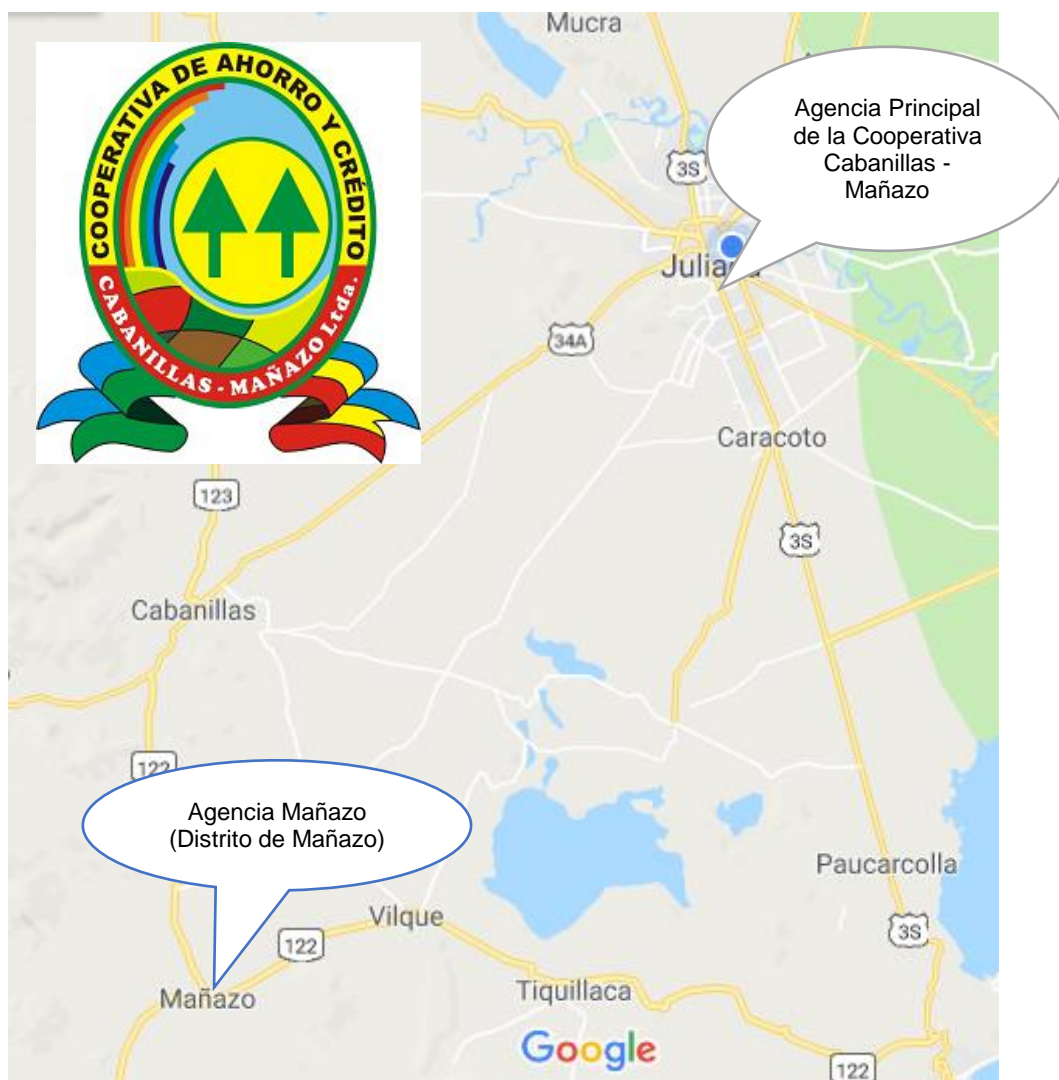 Mucra
COOPERATIVA DE AHORRO Y CRÉDITO
CABANILLAS - MAÑAZO Ltda.
Agencia Principal
de la Cooperativa
Cabanillas -
Mañazo
3S
Juliaca
34A
Caracoto
123
3S
Cabanillas
122
Agencia Mañazo
(Distrito de Mañazo)
Paucarcolla
Vilque
3S
122
Mañazo
Tiquillaca
Google
122